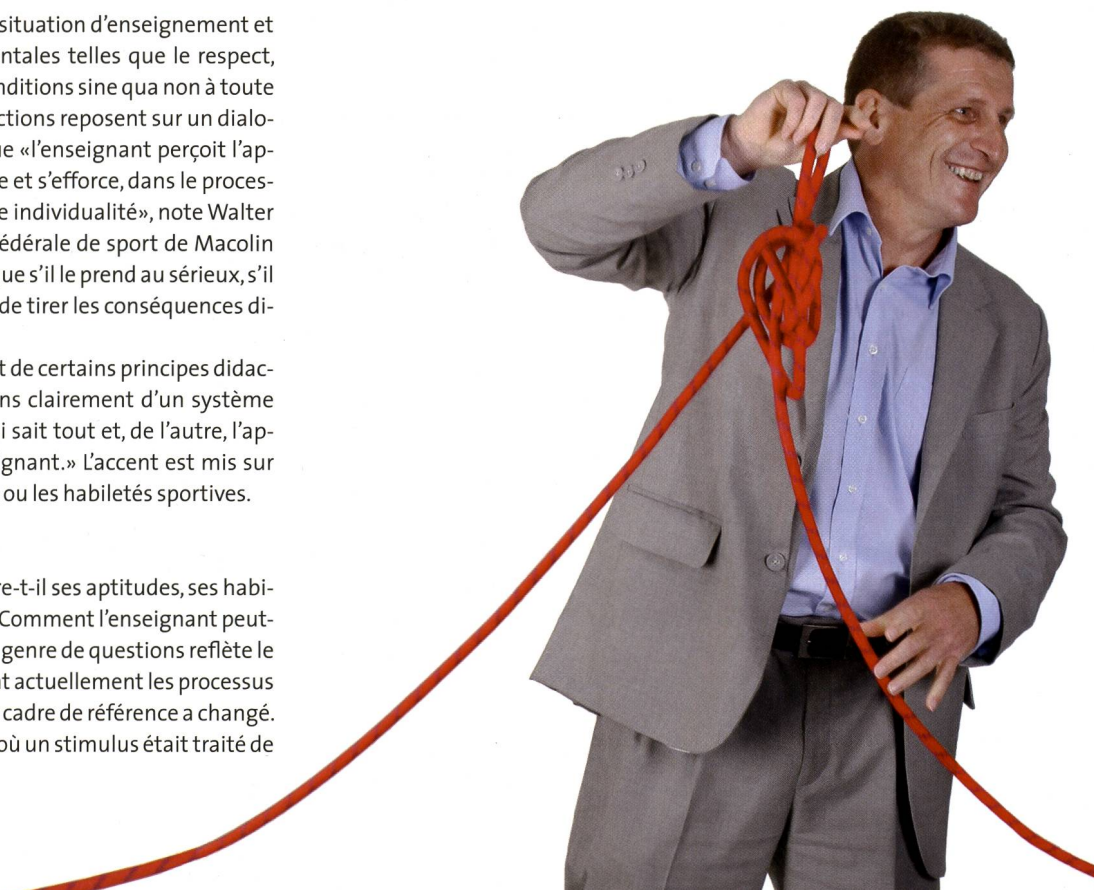 situation d’enseignement et
ntales telles que le respect,
nditions sine qua non à toute
ctions reposent sur un dialo-
ue «l’enseignant perçoit l’ap-
e et s’efforce, dans le proces-
e individualité», note Walter
édérale de sport de Macolin
ue s’il le prend au sérieux, s’il
de tirer les conséquences di-
t de certains principes didac-
ns clairement d’un système
i sait tout et, de l’autre, l’ap-
gnant.» L’accent est mis sur
ou les habiletés sportives.
re-t-il ses aptitudes, ses habi-
Comment l’enseignant peut-
genre de questions reflète le
nt actuellement les processus
cadre de référence a changé.
où un stimulus était traité de